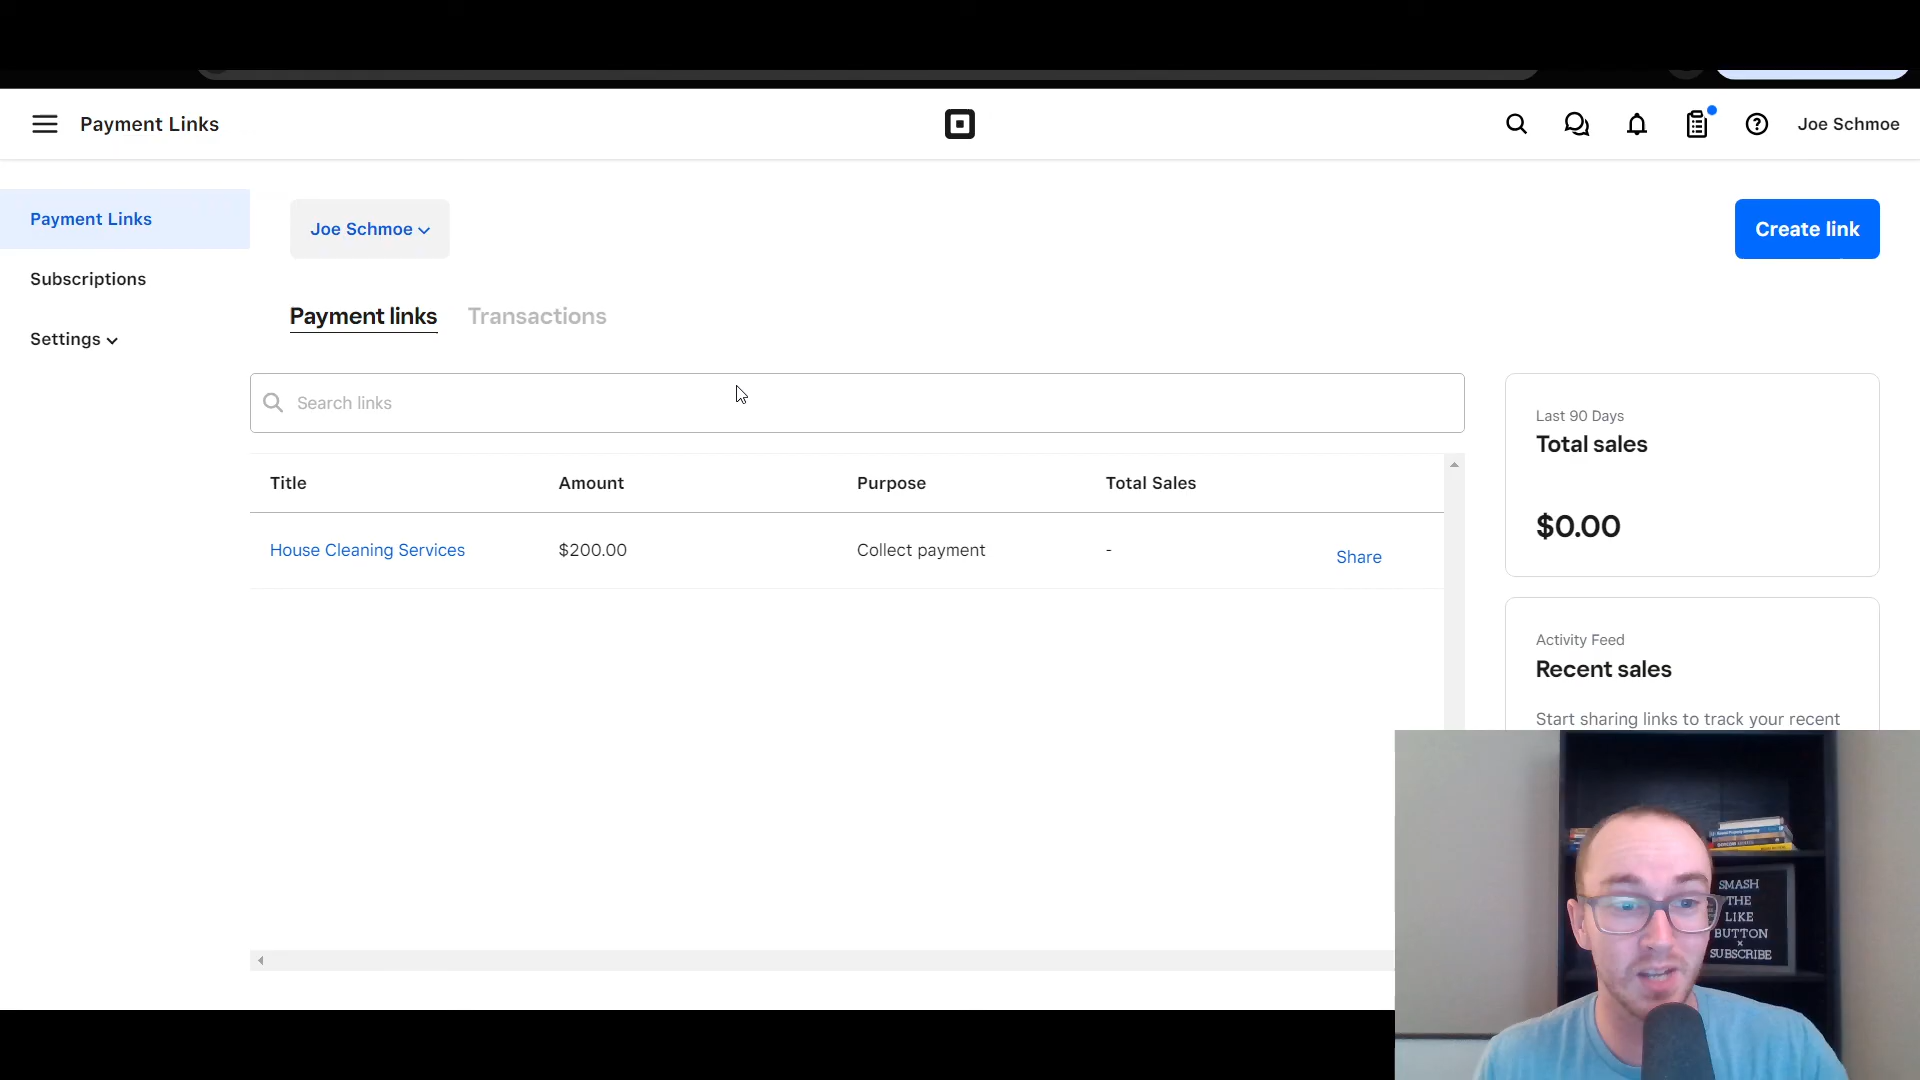 Payment Links
Joe Schmoe
Payment Links
Subscriptions
Settings
Joe Schmoe
Create link
Payment links
Transactions
Search links
Title
Amount
Purpose
Total Sales
House Cleaning Services
$200.00
Collect payment
-
Share
Last 90 Days
Total sales
$0.00
Activity Feed
Recent sales
Start sharing links to track your recent
SMASH
THE
LIKE
BUTTON
×
SUBSCRIBE